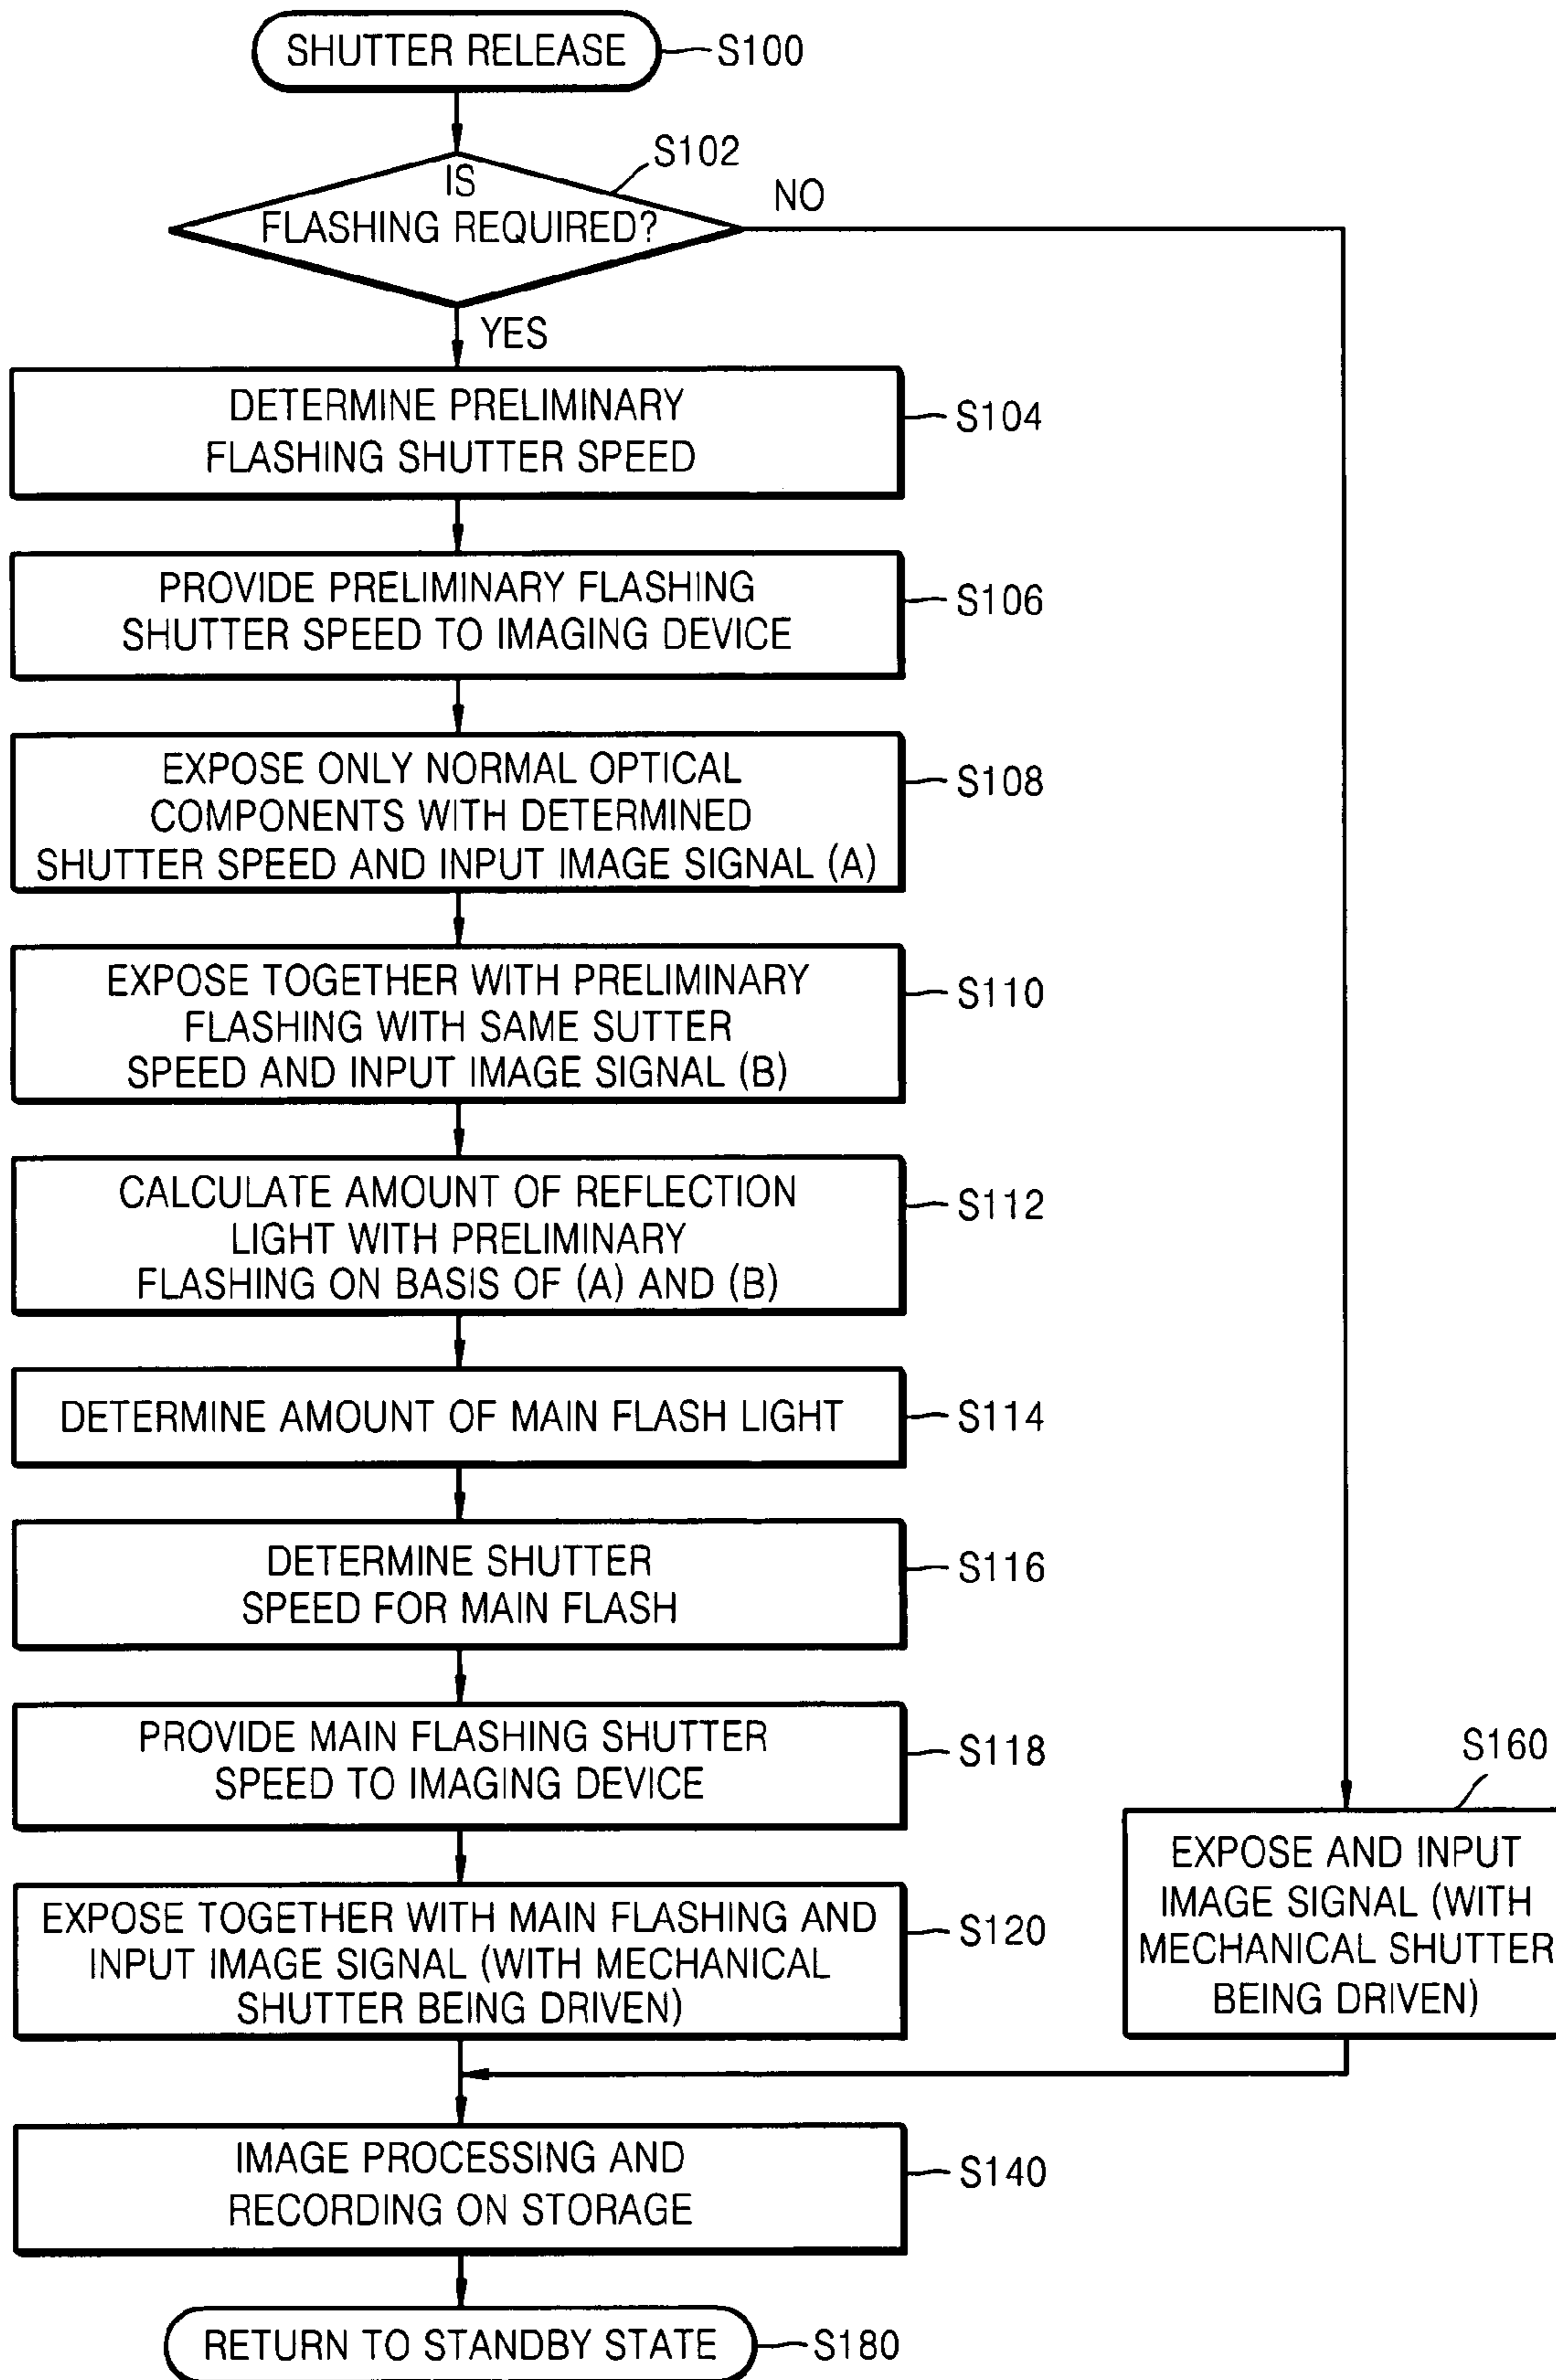 SHUTTER RELEASE
S100
IS
FLASHING REQUIRED?
S102
NO
YES
DETERMINE PRELIMINARY
FLASHING SHUTTER SPEED
S104
PROVIDE PRELIMINARY FLASHING
SHUTTER SPEED TO IMAGING DEVICE
S106
EXPOSE ONLY NORMAL OPTICAL
COMPONENTS WITH DETERMINED
SHUTTER SPEED AND INPUT IMAGE SIGNAL (A)
S108
EXPOSE TOGETHER WITH PRELIMINARY
FLASHING WITH SAME SUTTER
SPEED AND INPUT IMAGE SIGNAL (B)
S110
CALCULATE AMOUNT OF REFLECTION
LIGHT WITH PRELIMINARY
FLASHING ON BASIS OF (A) AND (B)
S112
DETERMINE AMOUNT OF MAIN FLASH LIGHT
S114
DETERMINE SHUTTER
SPEED FOR MAIN FLASH
S116
PROVIDE MAIN FLASHING SHUTTER
SPEED TO IMAGING DEVICE
S118
EXPOSE TOGETHER WITH MAIN FLASHING AND
INPUT IMAGE SIGNAL (WITH MECHANICAL
SHUTTER BEING DRIVEN)
S120
S160
EXPOSE AND INPUT
IMAGE SIGNAL (WITH
MECHANICAL SHUTTER
BEING DRIVEN)
IMAGE PROCESSING AND
RECORDING ON STORAGE
S140
RETURN TO STANDBY STATE
S180